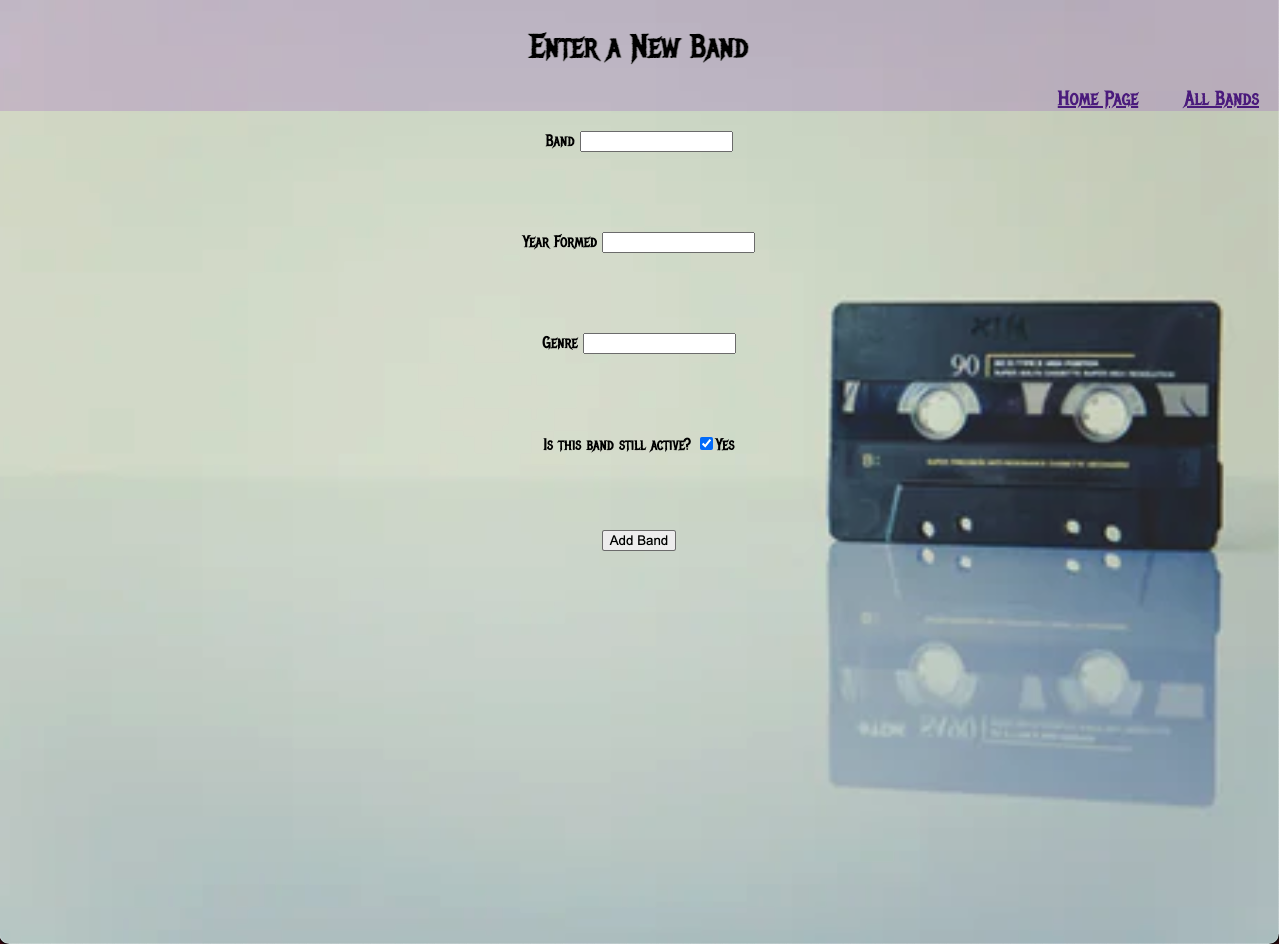 Enter a New Band
Home Page All Bands
Band
Year Formed
Genre
Is this band still active? Yes
90
Add Band